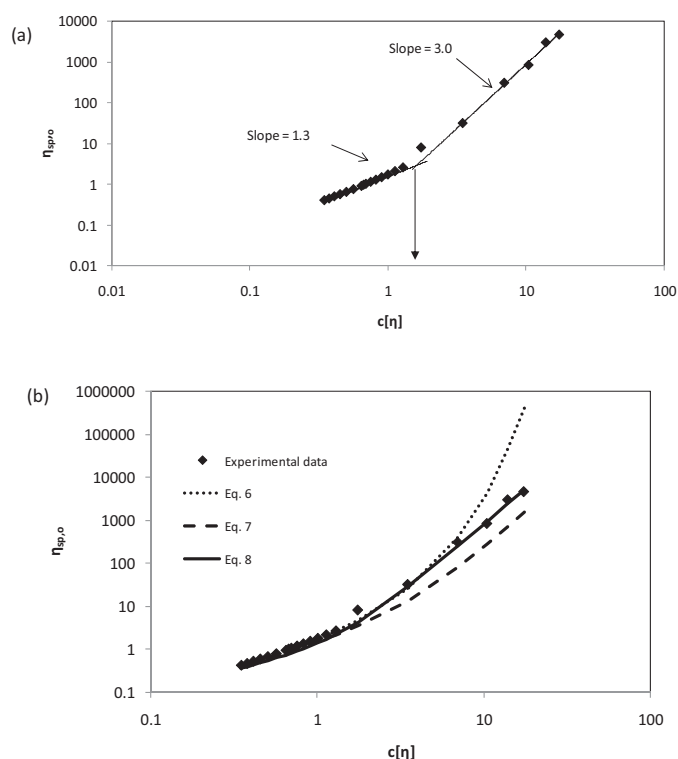 (a)
10000
1000
100
10
1
0.1
0.01
ηsp,o
Slope = 3.0
Slope = 1.3
0.01
0.1
1
10
100
c[η]
(b)
1000000
100000
10000
1000
100
10
1
0.1
ηsp,o
Experimental data
Eq. 6
Eq. 7
Eq. 8
0.1
1
10
100
c[η]